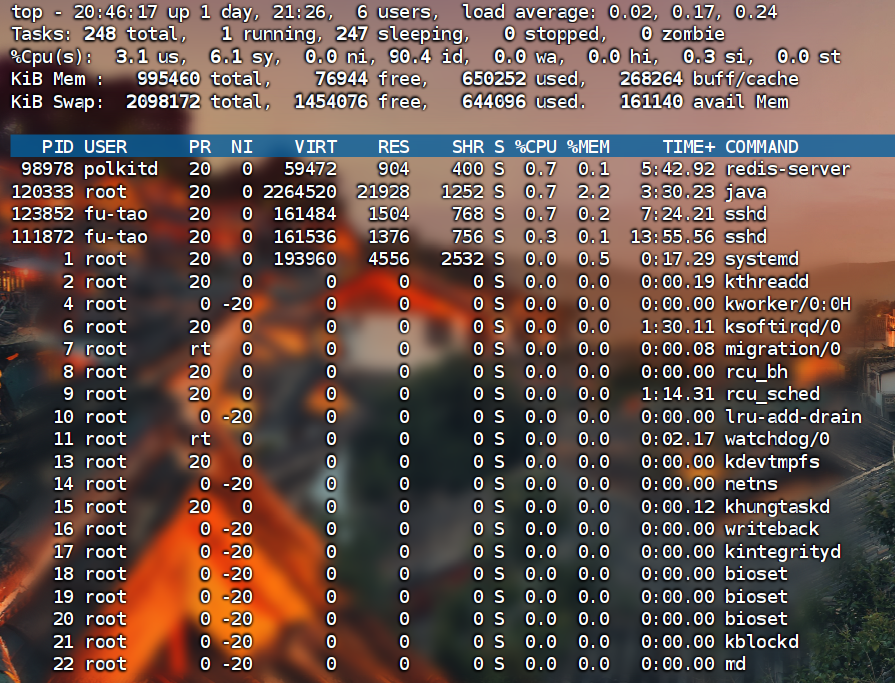 top - 20:46:17 up 1 day, 21:26,  6 users,  load average: 0.02, 0.17, 0.24
Tasks: 248 total,   1 running, 247 sleeping,   0 stopped,   0 zombie
%Cpu(s):  3.1 us,  6.1 sy,  0.0 ni, 90.4 id,  0.0 wa,  0.0 hi,  0.3 si,  0.0 st
KiB Mem :   995460 total,    76944 free,   650252 used,   268264 buff/cache
KiB Swap:  2098172 total,  1454076 free,   644096 used.   161140 avail Mem
   PID USER      PR  NI    VIRT    RES    SHR S %CPU %MEM     TIME+ COMMAND
 98978 polkitd   20   0   59472    904    400 S  0.7  0.1   5:42.92 redis-server
120333 root      20   0 2264520  21928   1252 S  0.7  2.2   3:30.23 java
123852 fu-tao    20   0  161484   1504    768 S  0.7  0.2   7:24.21 sshd
111872 fu-tao    20   0  161536   1376    756 S  0.3  0.1  13:55.56 sshd
     1 root      20   0  193960   4556   2532 S  0.0  0.5   0:17.29 systemd
     2 root      20   0       0      0      0 S  0.0  0.0   0:00.19 kthreadd
     4 root       0 -20       0      0      0 S  0.0  0.0   0:00.00 kworker/0:0H
     6 root      20   0       0      0      0 S  0.0  0.0   1:30.11 ksoftirqd/0
     7 root      rt   0       0      0      0 S  0.0  0.0   0:00.08 migration/0
     8 root      20   0       0      0      0 S  0.0  0.0   0:00.00 rcu_bh
     9 root      20   0       0      0      0 S  0.0  0.0   1:14.31 rcu_sched
    10 root       0 -20       0      0      0 S  0.0  0.0   0:00.00 lru-add-drain
    11 root      rt   0       0      0      0 S  0.0  0.0   0:02.17 watchdog/0
    13 root      20   0       0      0      0 S  0.0  0.0   0:00.00 kdevtmpfs
    14 root       0 -20       0      0      0 S  0.0  0.0   0:00.00 netns
    15 root      20   0       0      0      0 S  0.0  0.0   0:00.12 khungtaskd
    16 root       0 -20       0      0      0 S  0.0  0.0   0:00.00 writeback
    17 root       0 -20       0      0      0 S  0.0  0.0   0:00.00 kintegrityd
    18 root       0 -20       0      0      0 S  0.0  0.0   0:00.00 bioset
    19 root       0 -20       0      0      0 S  0.0  0.0   0:00.00 bioset
    20 root       0 -20       0      0      0 S  0.0  0.0   0:00.00 bioset
    21 root       0 -20       0      0      0 S  0.0  0.0   0:00.00 kblockd
    22 root       0 -20       0      0      0 S  0.0  0.0   0:00.00 md